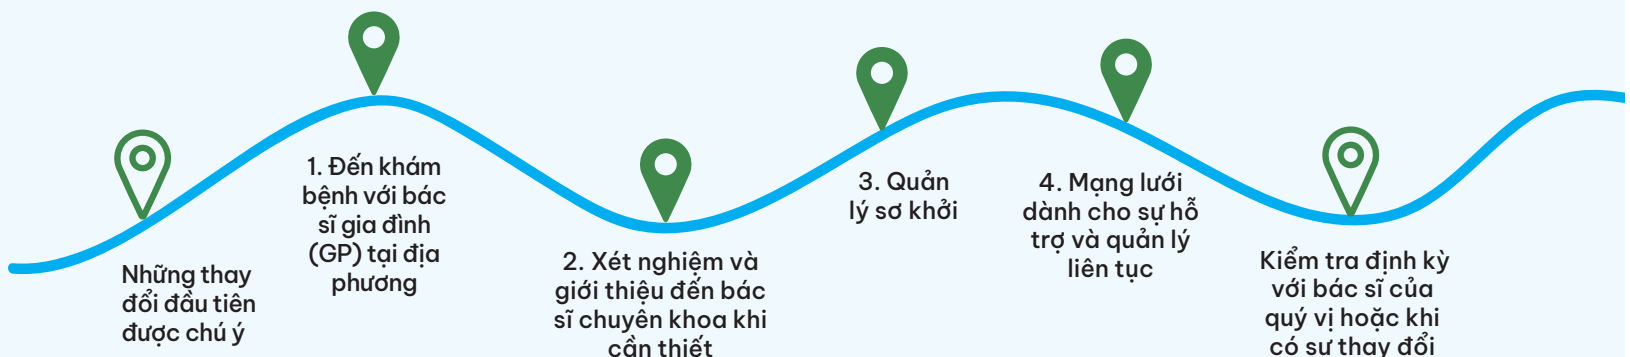 Những thay
đổi đầu tiên
được chú ý
1. Đến khám
bệnh với bác
sĩ gia đình
(GP) tại địa
phương
2. Xét nghiệm và
giới thiệu đến bác
sĩ chuyên khoa khi
cần thiết
3. Quản
lý sơ khởi
4. Mạng lưới
dành cho sự hỗ
trợ và quản lý
liên tục
Kiểm tra định kỳ
với bác sĩ của
quý vị hoặc khi
có sự thay đổi